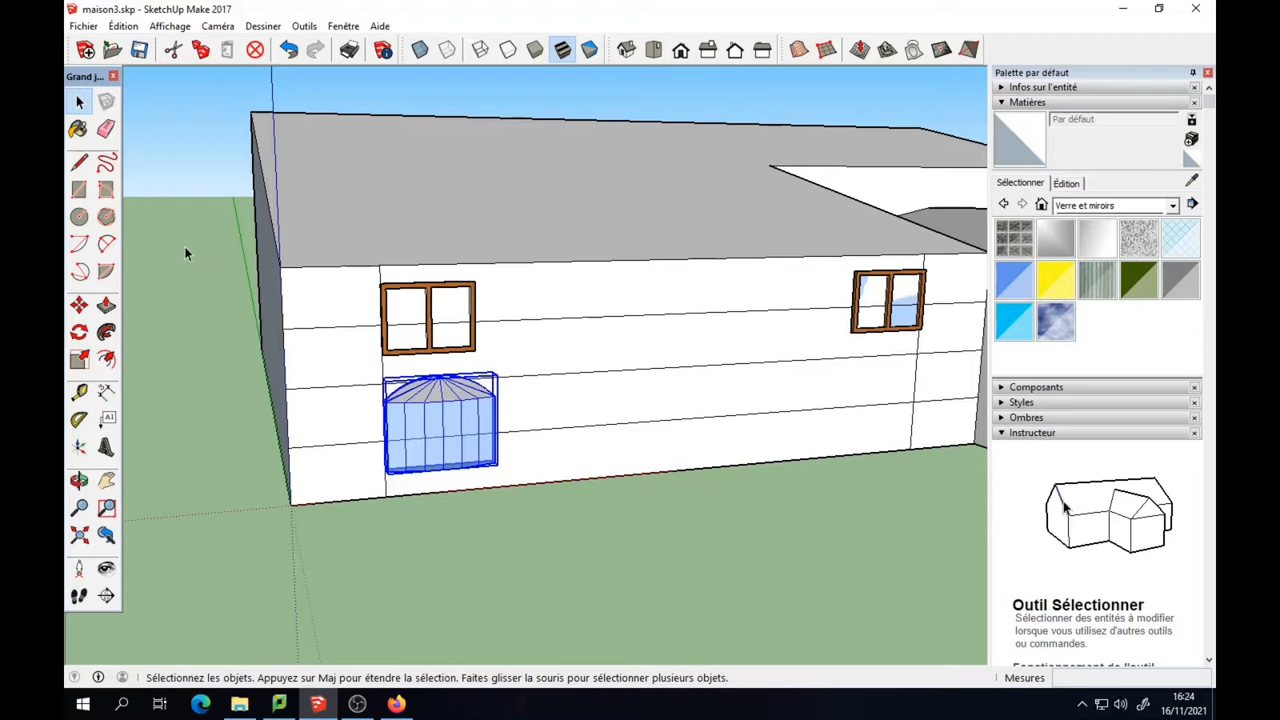 maison3.skp - SketchUp Make 2017
Fichier Édition Affichage Caméra Dessiner Outils Fenêtre Aide
Grand j...
Palette par défaut
Infos sur l'entité
Matières
Par défaut
Sélectionner Édition
Verre et miroirs
Composants
Styles
Ombres
Instructeur
Outil Sélectionner
Sélectionner des entités à modifier
lorsque vous utilisez d'autres outils
ou commandes.
Sélectionnez les objets. Appuyez sur Maj pour étendre la sélection. Faites glisser la souris pour sélectionner plusieurs objets.
Mesures
16:24
16/11/2021